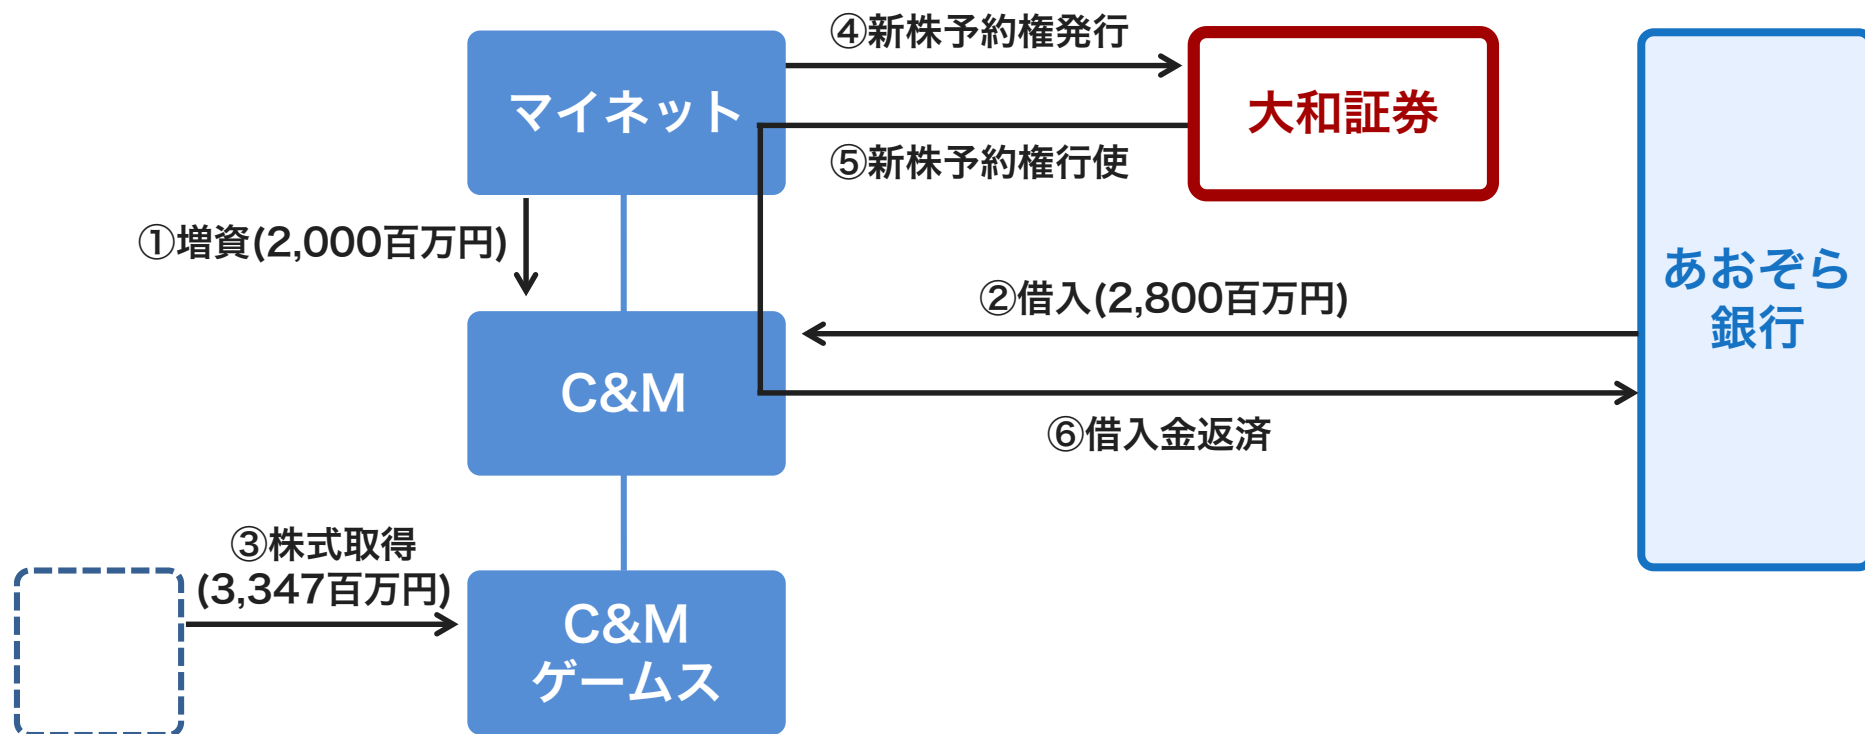 ④新株予約権発行
マイネット
大和証券
⑤新株予約権行使
①増資(2,000百万円)
②借入(2,800百万円)
あおぞら
銀行
C&M
⑥借入金返済
③株式取得
(3,347百万円)
C&M
ゲームス